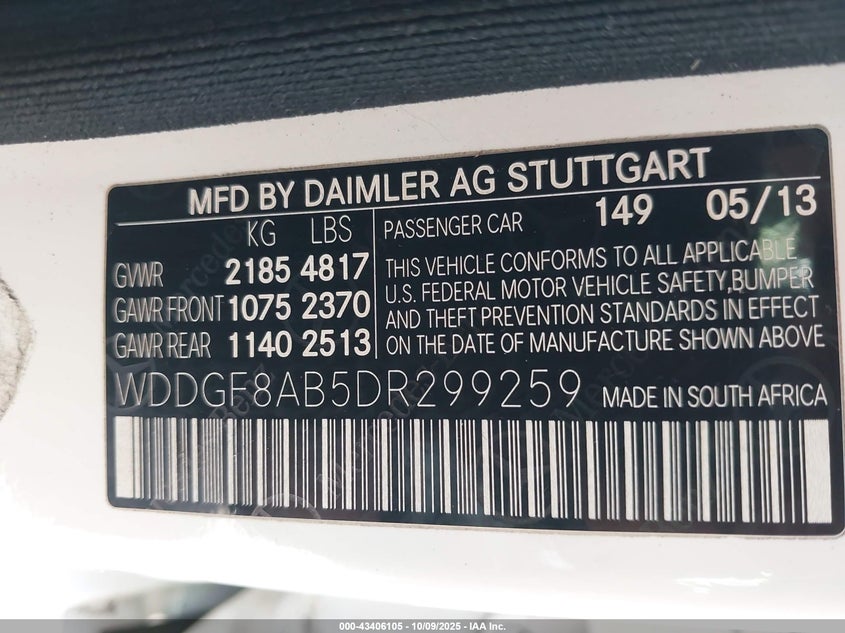 MFD BY DAIMLER AG STUTTGART
KG LBS
GVWR 2185 4817
GAWR FRONT 1075 2370
GAWR REAR 1140 2513
PASSENGER CAR 149 05/13
THIS VEHICLE CONFORMS TO ALL APPLICABLE
U.S. FEDERAL MOTOR VEHICLE SAFETY,BUMPER
AND THEFT PREVENTION STANDARDS IN EFFECT
ON THE DATE OF MANUFACTURE SHOWN ABOVE
WDDGF8AB5DR299259 MADE IN SOUTH AFRICA
000-43406105 - 10/09/2025 - IAA Inc.